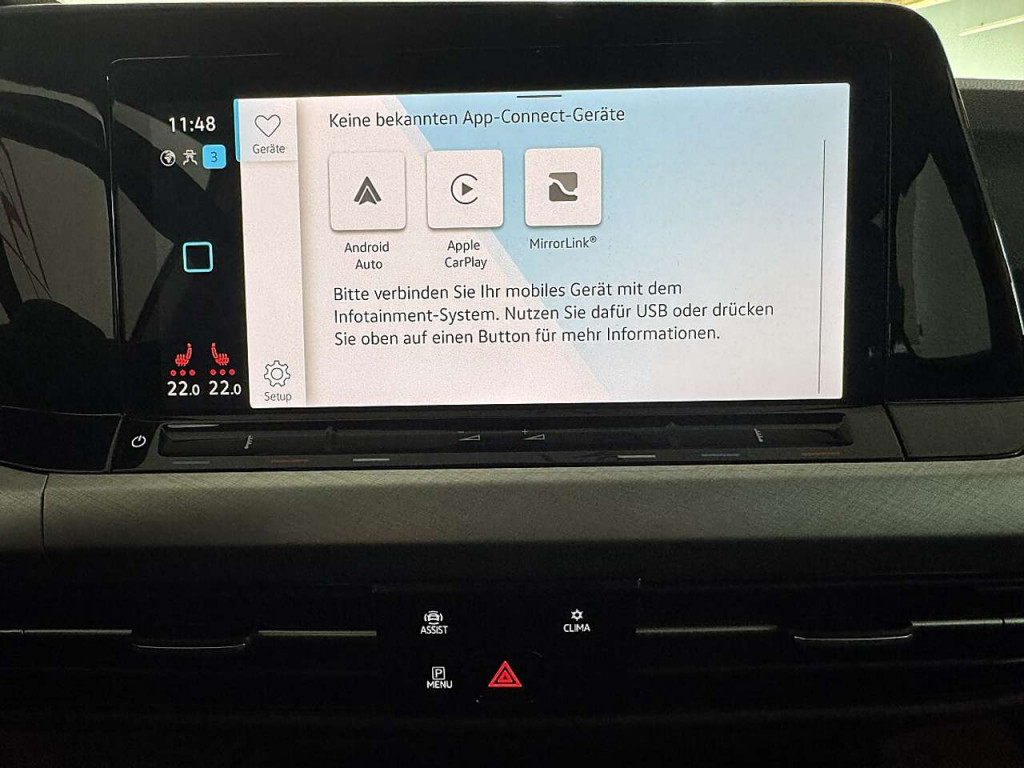 11:48
3
Geräte
Keine bekannten App-Connect-Geräte
Android
Auto
Apple
CarPlay
MirrorLink®
Bitte verbinden Sie Ihr mobiles Gerät mit dem
Infotainment-System. Nutzen Sie dafür USB oder drücken
Sie oben auf einen Button für mehr Informationen.
22.0 22.0
Setup
ASSIST
CLIMA
P
MENU